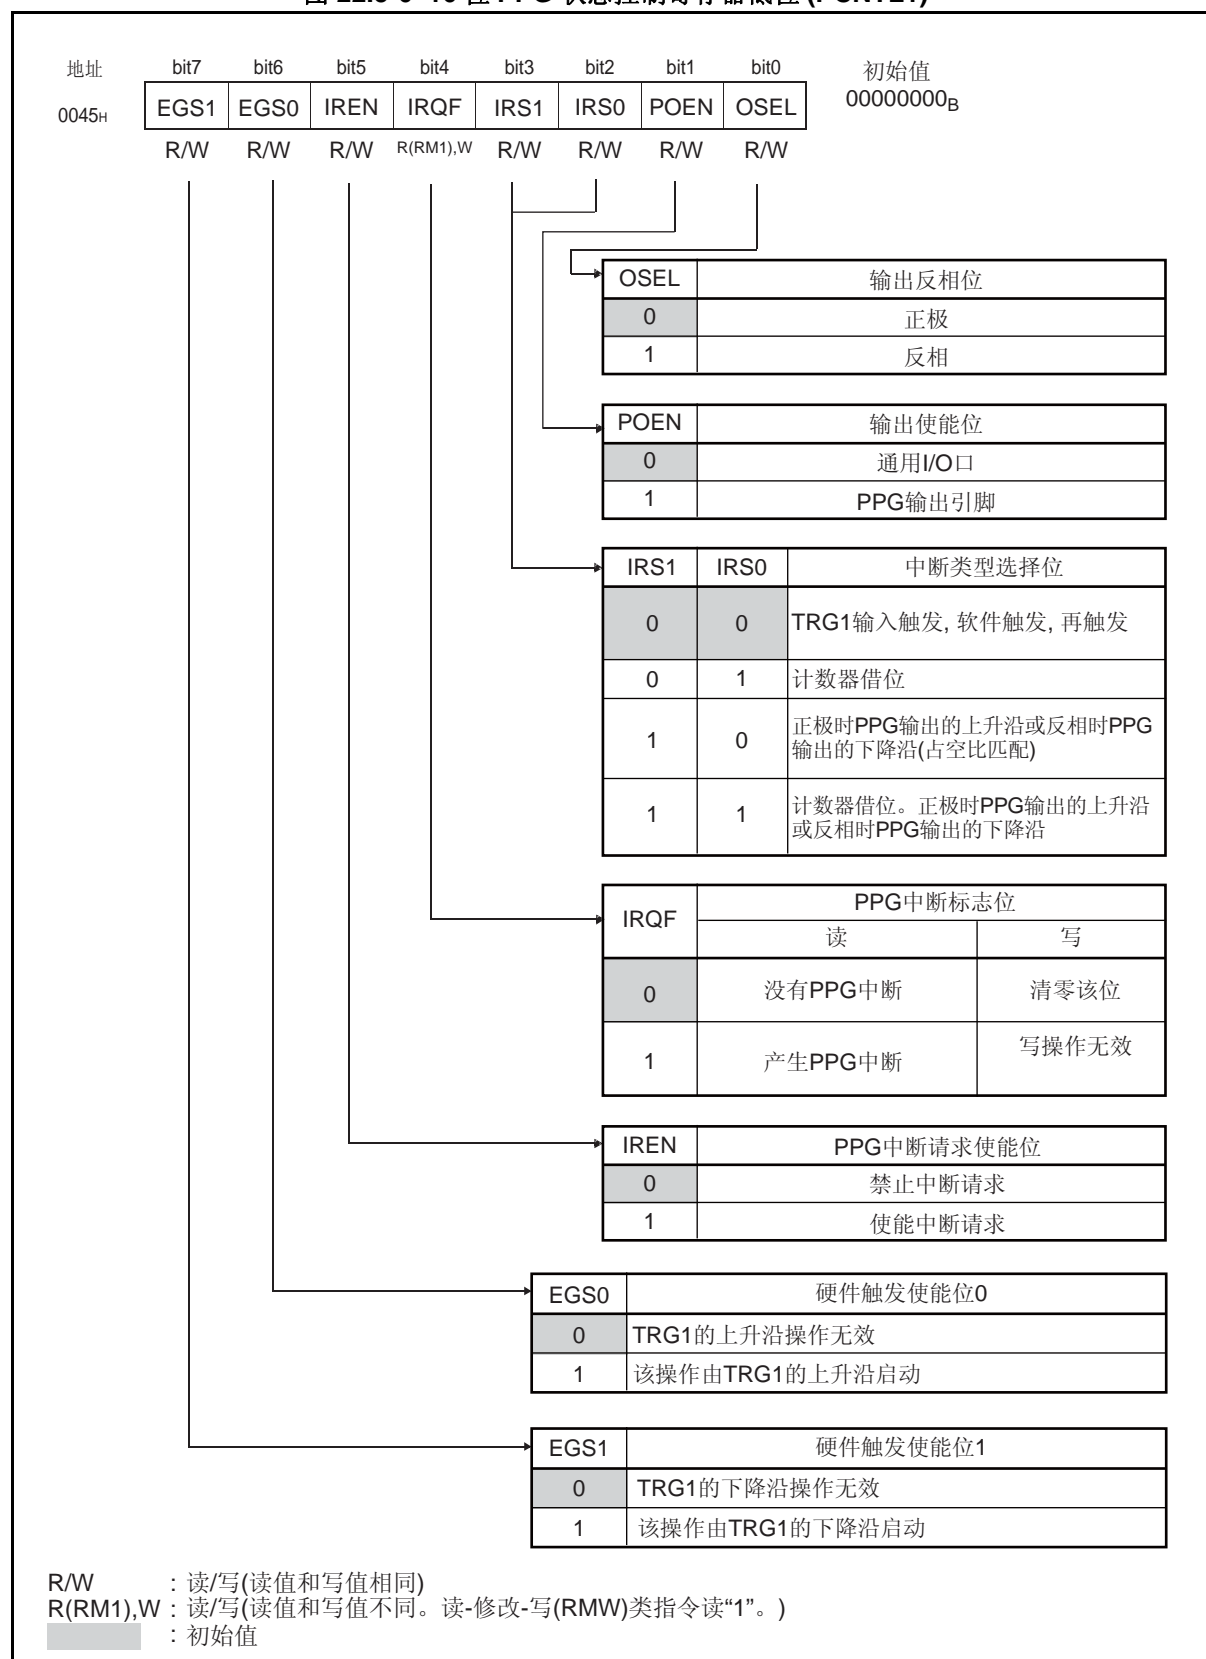 地址 bit7 bit6 bit5 bit4 bit3 bit2 bit1 bit0 初始值
0045H EGS1 EGS0 IREN IRQF IRS1 IRS0 POEN OSEL 00000000B
R/W R/W R/W R(RM1),W R/W R/W R/W R/W
OSEL 输出反相位
0 正极
1 反相
POEN 输出使能位
0 通用I/O口
1 PPG输出引脚
IRS1 IRS0 中断类型选择位
0 0 TRG1输入触发, 软件触发, 再触发
0 1 计数器借位
1 0 正极时PPG输出的上升沿或反相时PPG
输出的下降沿(占空比匹配)
1 1 计数器借位。正极时PPG输出的上升沿
或反相时PPG输出的下降沿
IRQF PPG中断标志位
读 写
0 没有PPG中断 清零该位
1 产生PPG中断 写操作无效
IREN PPG中断请求使能位
0 禁止中断请求
1 使能中断请求
EGS0 硬件触发使能位0
0 TRG1的上升沿操作无效
1 该操作由TRG1的上升沿启动
EGS1 硬件触发使能位1
0 TRG1的下降沿操作无效
1 该操作由TRG1的下降沿启动
R/W : 读/写(读值和写值相同)
R(RM1),W : 读/写(读值和写值不同。读-修改-写(RMW)类指令读“1”。)
: 初始值